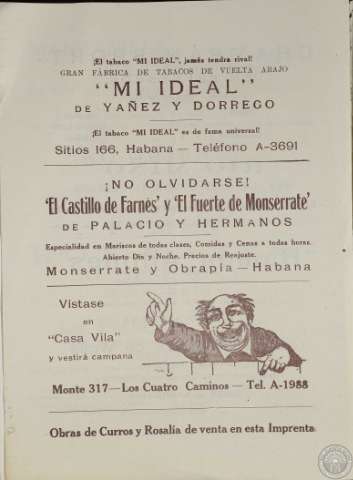 ¡El tabaco "MI IDEAL", jamás tendra rival!
GRAN FÁBRICA DE TABACOS DE VUELTA ABAJO
"MI IDEAL"
DE YAÑEZ Y DORREGO
¡El tabaco "MI IDEAL" es de fama universal!
Sitios 166, Habana — Teléfono A-3691
¡NO OLVIDARSE!
'El Castillo de Farnés' y 'El Fuerte de Monserrate'
DE PALACIO Y HERMANOS
Especialidad en Mariscos de todas clases, Comidas y Cenas a todas horas.
Abierto Día y Noche. Precios de Reajuste.
Monserrate y Obrapía — Habana
Vístase
en
"Casa Vila"
y vestirá campana
Monte 317—Los Cuatro Caminos — Tel. A-1988
Obras de Curros y Rosalía de venta en esta Imprenta